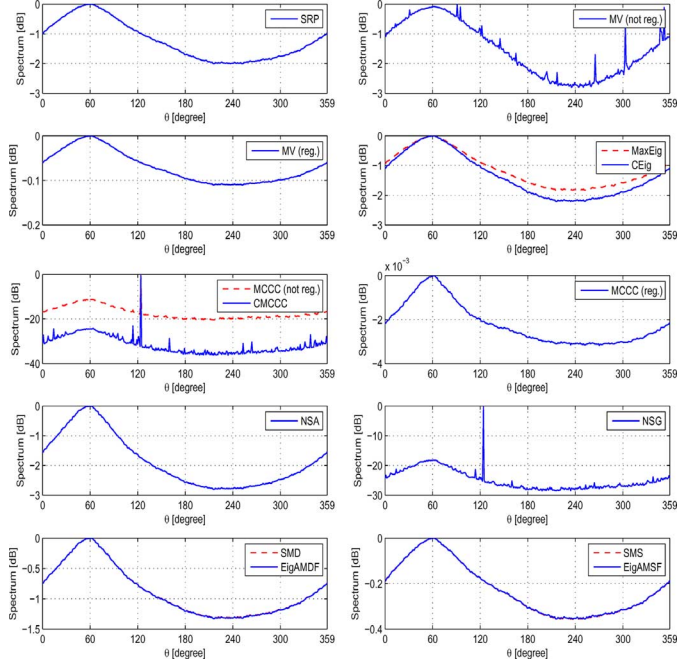 Spectrum [dB]
0
−1
−2
−3
SRP
0 60 120 180 240 300 359
θ [degree]
Spectrum [dB]
0
−1
−2
−3
MV (not reg.)
0 60 120 180 240 300 359
θ [degree]
Spectrum [dB]
0
−0.1
−0.2
MV (reg.)
0 60 120 180 240 300 359
θ [degree]
Spectrum [dB]
0
−1
−2
−3
MaxEig
CEig
0 60 120 180 240 300 359
θ [degree]
Spectrum [dB]
0
−20
−40
MCCC (not reg.)
CMCCC
0 60 120 180 240 300 359
θ [degree]
x 10⁻³
Spectrum [dB]
0
−2
−4
MCCC (reg.)
0 60 120 180 240 300 359
θ [degree]
Spectrum [dB]
0
−1
−2
−3
NSA
0 60 120 180 240 300 359
θ [degree]
Spectrum [dB]
0
−10
−20
−30
NSG
0 60 120 180 240 300 359
θ [degree]
Spectrum [dB]
0
−0.5
−1
−1.5
SMD
EigAMDF
0 60 120 180 240 300 359
θ [degree]
Spectrum [dB]
0
−0.2
−0.4
SMS
EigAMSF
0 60 120 180 240 300 359
θ [degree]